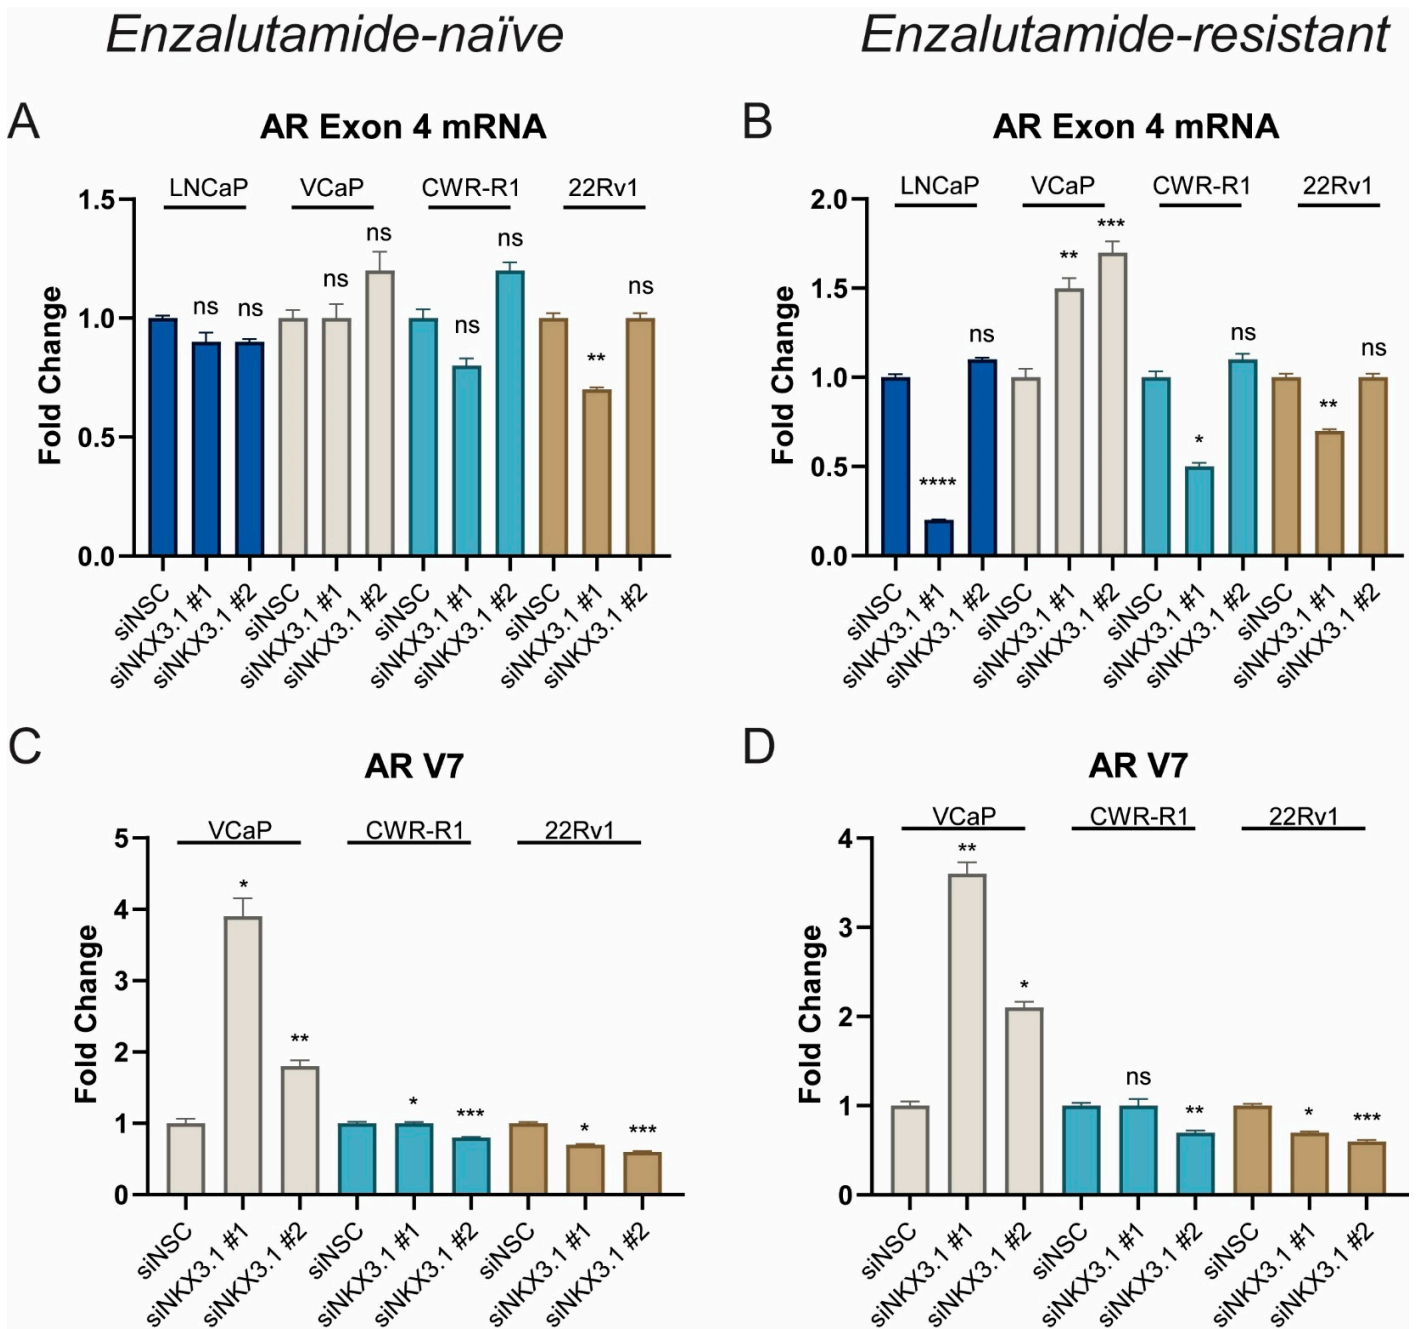 Enzalutamide-naïve
Enzalutamide-resistant
A
AR Exon 4 mRNA
LNCaP VCaP CWR-R1 22Rv1
Fold Change
1.5
1.0
0.5
0.0
ns ns ns ns ns ns ** ns
siNSC
siNKX3.1 #1
siNKX3.1 #2
siNSC
siNKX3.1 #1
siNKX3.1 #2
siNSC
siNKX3.1 #1
siNKX3.1 #2
siNSC
siNKX3.1 #1
siNKX3.1 #2
B
AR Exon 4 mRNA
LNCaP VCaP CWR-R1 22Rv1
Fold Change
2.0
1.5
1.0
0.5
0.0
**** ns ** *** * ns ** ns
siNSC
siNKX3.1 #1
siNKX3.1 #2
siNSC
siNKX3.1 #1
siNKX3.1 #2
siNSC
siNKX3.1 #1
siNKX3.1 #2
siNSC
siNKX3.1 #1
siNKX3.1 #2
C
AR V7
VCaP CWR-R1 22Rv1
Fold Change
5
4
3
2
1
0
* ** * *** * ***
siNSC
siNKX3.1 #1
siNKX3.1 #2
siNSC
siNKX3.1 #1
siNKX3.1 #2
siNSC
siNKX3.1 #1
siNKX3.1 #2
D
AR V7
VCaP CWR-R1 22Rv1
Fold Change
4
3
2
1
0
** * ns ** * ***
siNSC
siNKX3.1 #1
siNKX3.1 #2
siNSC
siNKX3.1 #1
siNKX3.1 #2
siNSC
siNKX3.1 #1
siNKX3.1 #2